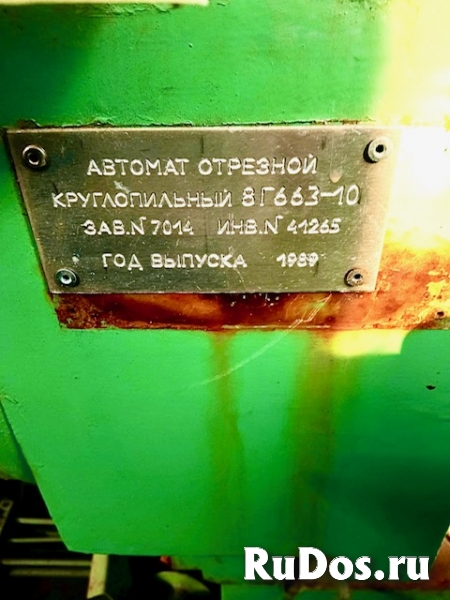 АВТОМАТ ОТРЕЗНОЙ
КРУГЛОПИЛЬНЫЙ 8Г663-10
ЗАВ.N 7014 ИНВ.N 41265
ГОД ВЫПУСКА 1989
RuDos.ru